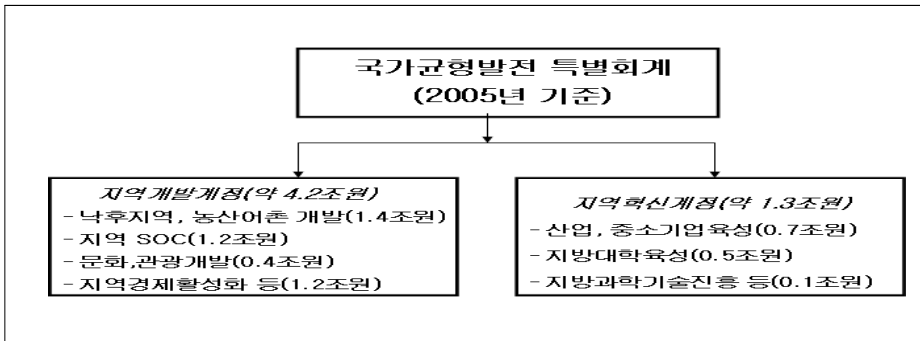 국가균형발전 특별회계
(2005년 기준)
지역개발계정(약 4.2조원)
- 낙후지역, 농산어촌 개발(1.4조원)
- 지역 SOC(1.2조원)
- 문화,관광개발(0.4조원)
- 지역경제활성화 등(1.2조원)
지역혁신계정(약 1.3조원)
- 산업, 중소기업육성(0.7조원)
- 지방대학육성(0.5조원)
- 지방과학기술진흥 등(0.1조원)